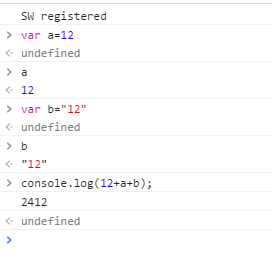 SW registered
> var a=12
<· undefined
> a
<· 12
> var b="12"
<· undefined
> b
<· "12"
> console.log(12+a+b);
2412
<· undefined
>